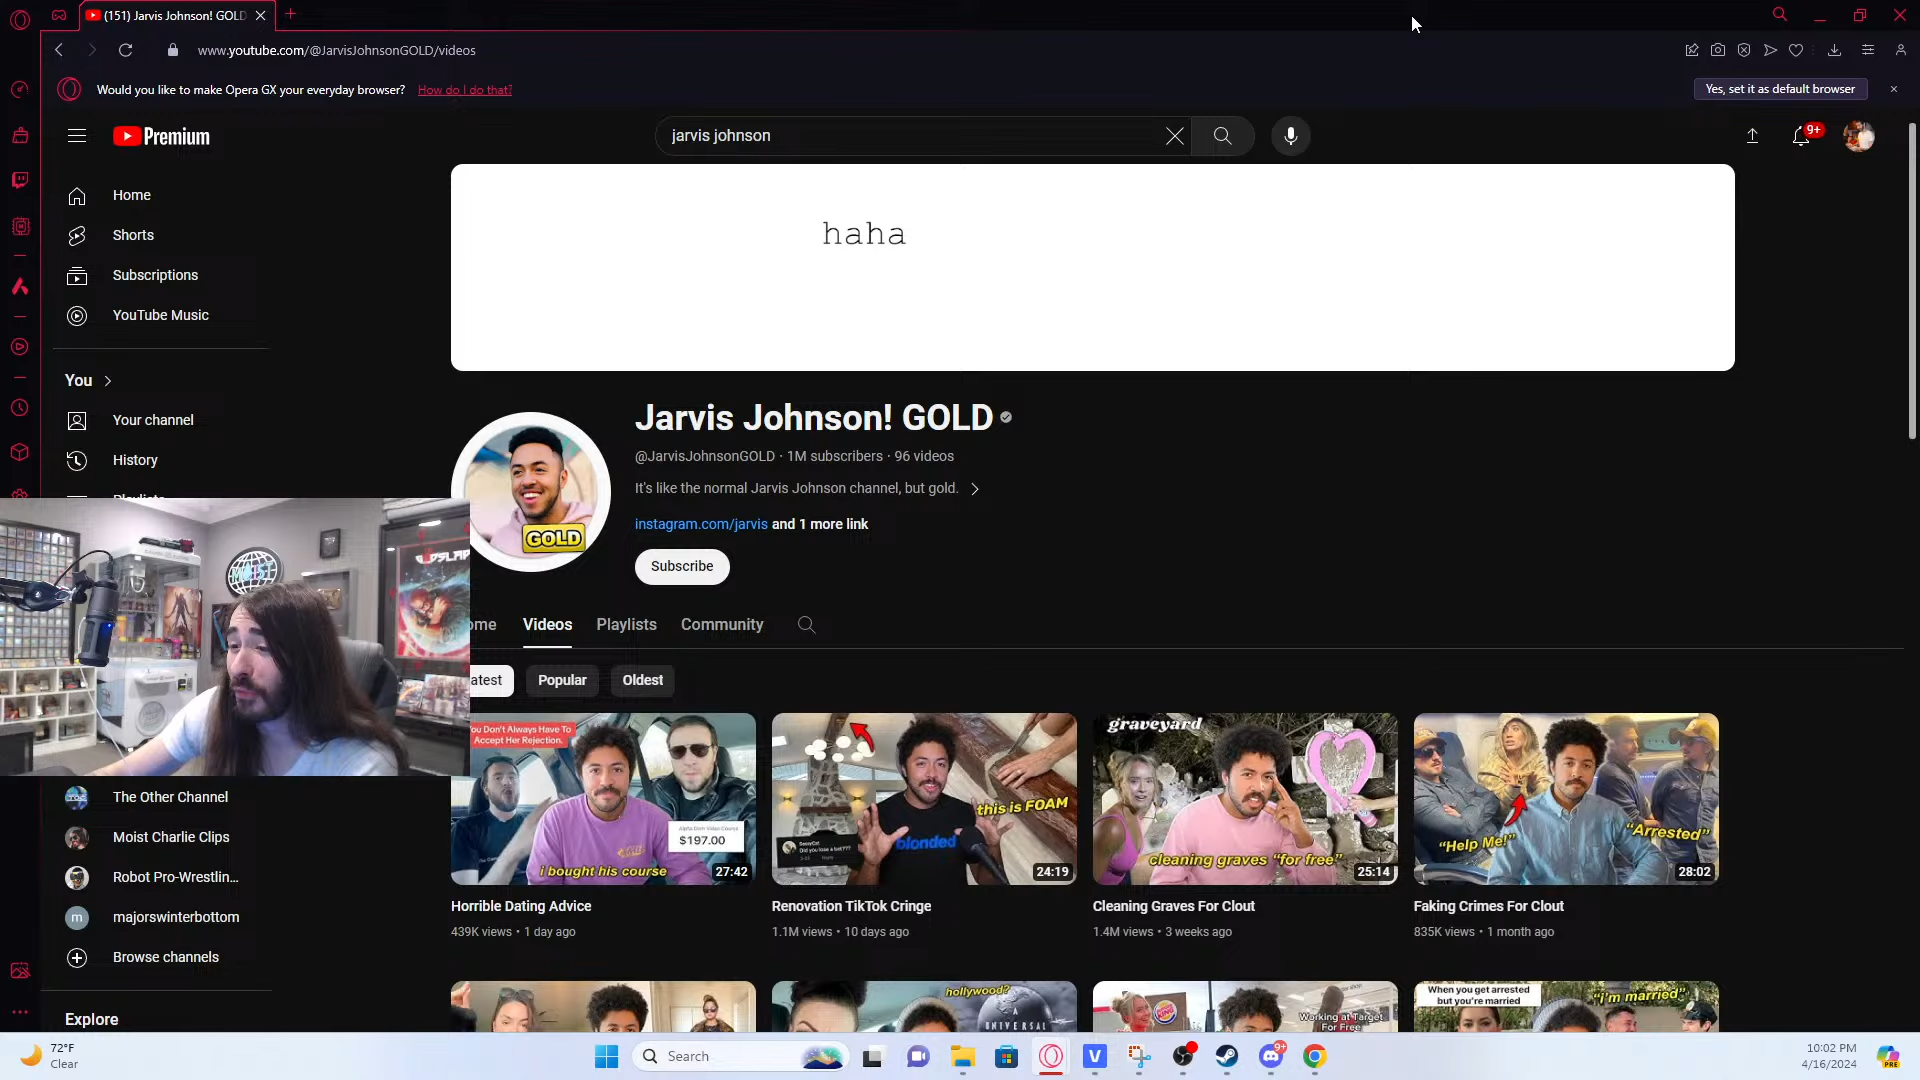 (151) Jarvis Johnson! GOLD
www.youtube.com/@JarvisJohnsonGOLD/videos
Would you like to make Opera GX your everyday browser? How do I do that?
Yes, set it as default browser
Premium
jarvis johnson
9+
Home
Shorts
Subscriptions
YouTube Music
You
Your channel
History
haha
Jarvis Johnson! GOLD
@JarvisJohnsonGOLD · 1M subscribers · 96 videos
It's like the normal Jarvis Johnson channel, but gold.
instagram.com/jarvis and 1 more link
Subscribe
GOLD
MOIST
ome
Videos
Playlists
Community
atest
Popular
Oldest
ou Don't Always Have To
Accept Her Rejection.
$197.00
i bought his course
27:42
Horrible Dating Advice
439K views • 1 day ago
this is FOAM
blonded
24:19
Renovation TikTok Cringe
1.1M views • 10 days ago
graveyard
cleaning graves "for free"
25:14
Cleaning Graves For Clout
1.4M views • 3 weeks ago
"Help Me!"
"Arrested"
28:02
Faking Crimes For Clout
835K views • 1 month ago
The Other Channel
Moist Charlie Clips
Robot Pro-Wrestlin...
m
majorswinterbottom
Browse channels
Explore
hollywood?
A
UNIVERSAL
Working at Target
For Free
When you get arrested
but you're married
"i'm married"
72°F
Clear
Search
9+
10:02 PM
4/16/2024
PRE